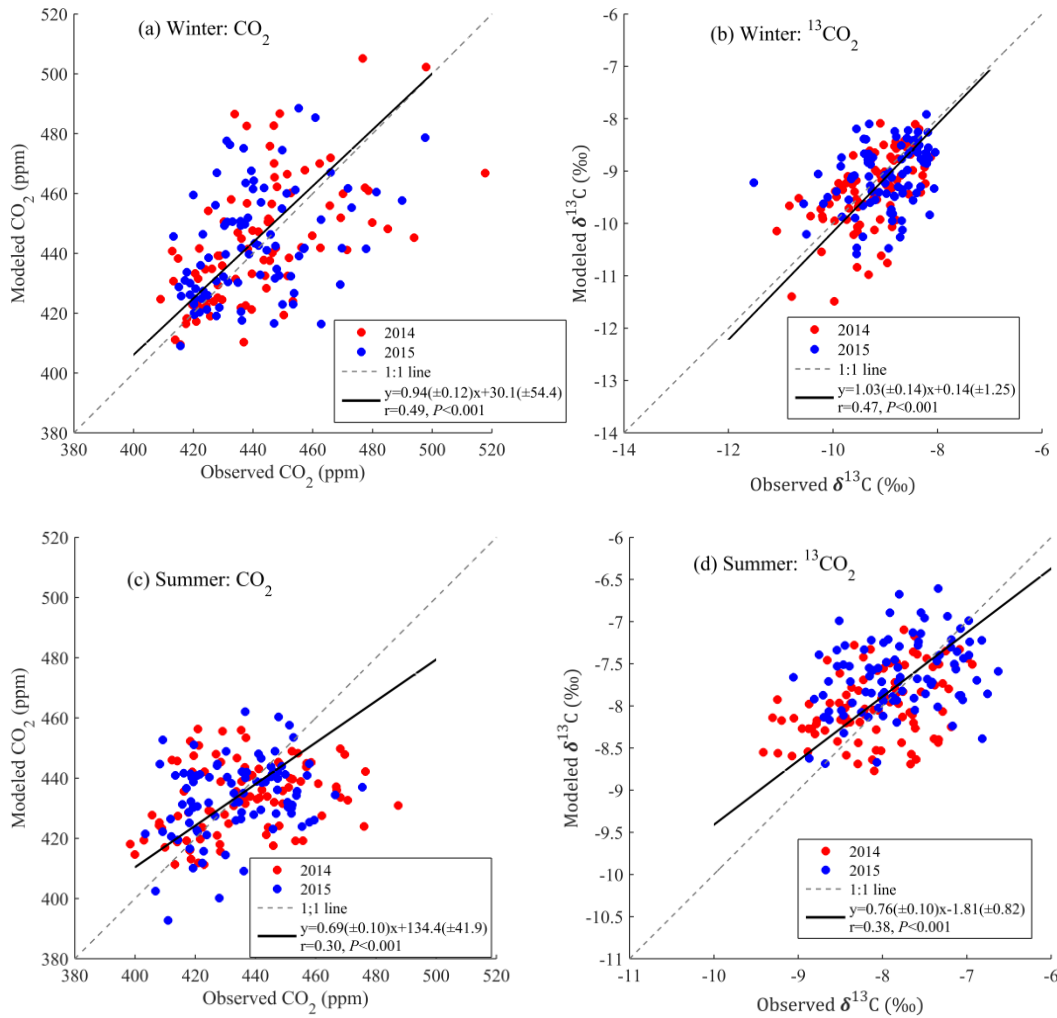 (a) Winter: CO2
Modeled CO2 (ppm)
520
500
480
460
440
420
400
380
380 400 420 440 460 480 500 520
Observed CO2 (ppm)
2014
2015
1:1 line
y=0.94(±0.12)x+30.1(±54.4)
r=0.49, P<0.001
(b) Winter: 13CO2
Modeled δ13C (‰)
-6
-7
-8
-9
-10
-11
-12
-13
-14
-14 -12 -10 -8 -6
Observed δ13C (‰)
2014
2015
1:1 line
y=1.03(±0.14)x+0.14(±1.25)
r=0.47, P<0.001
(c) Summer: CO2
Modeled CO2 (ppm)
520
500
480
460
440
420
400
380
380 400 420 440 460 480 500 520
Observed CO2 (ppm)
2014
2015
1;1 line
y=0.69(±0.10)x+134.4(±41.9)
r=0.30, P<0.001
(d) Summer: 13CO2
Modeled δ13C (‰)
-6
-6.5
-7
-7.5
-8
-8.5
-9
-9.5
-10
-10.5
-11
-11 -10 -9 -8 -7 -6
Observed δ13C (‰)
2014
2015
1:1 line
y=0.76(±0.10)x-1.81(±0.82)
r=0.38, P<0.001